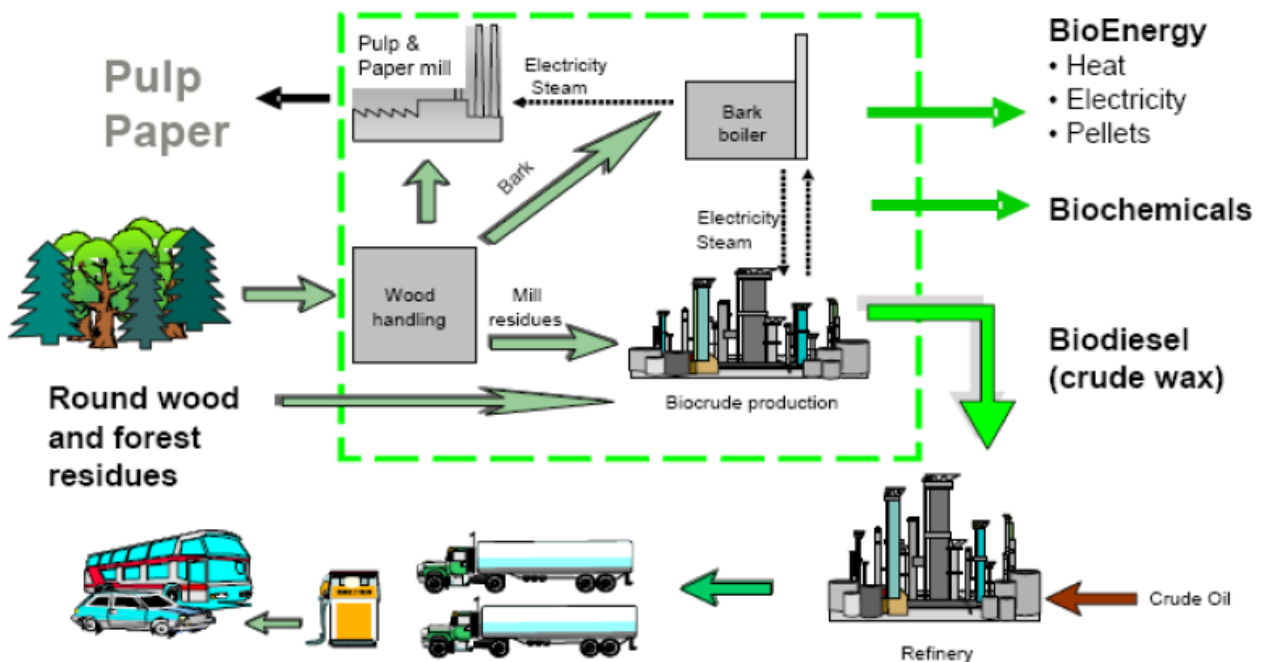 Pulp
Paper
Pulp &
Paper mill
Electricity
Steam
Bark
boiler
BioEnergy
• Heat
• Electricity
• Pellets
Bark
Electricity
Steam
Biochemicals
Wood
handling
Mill
residues
Biocrude production
Biodiesel
(crude wax)
Round wood
and forest
residues
Crude Oil
Refinery